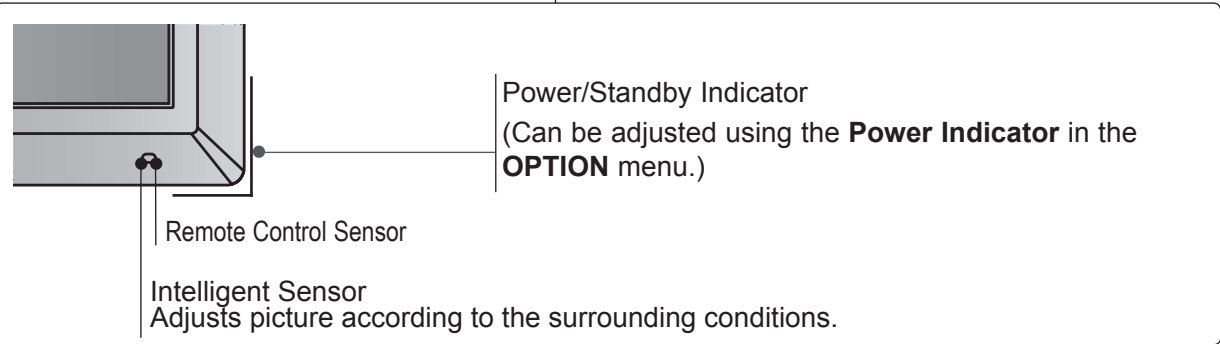 Power/Standby Indicator
(Can be adjusted using the Power Indicator in the
OPTION menu.)
Remote Control Sensor
Intelligent Sensor
Adjusts picture according to the surrounding conditions.